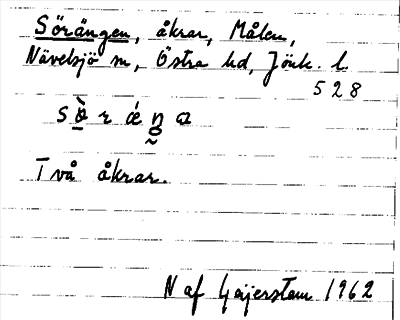 Sörängen, åkrar, Målen,
Nävelsjö sn, Östra hd, Jönk. l.
528
Två åkrar.
N af Geijerstam 1962